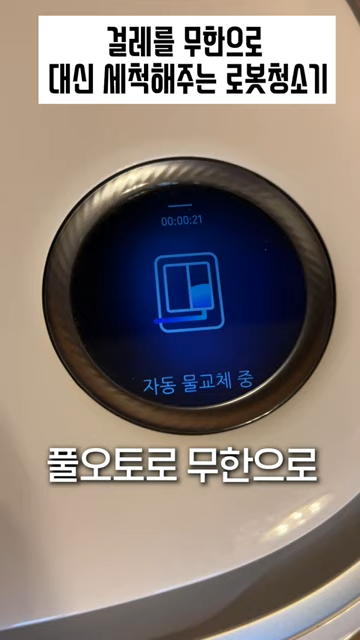 걸레를 무한으로
대신 세척해주는 로봇청소기
00:00:21
자동 물교체 중
풀오토로 무한으로